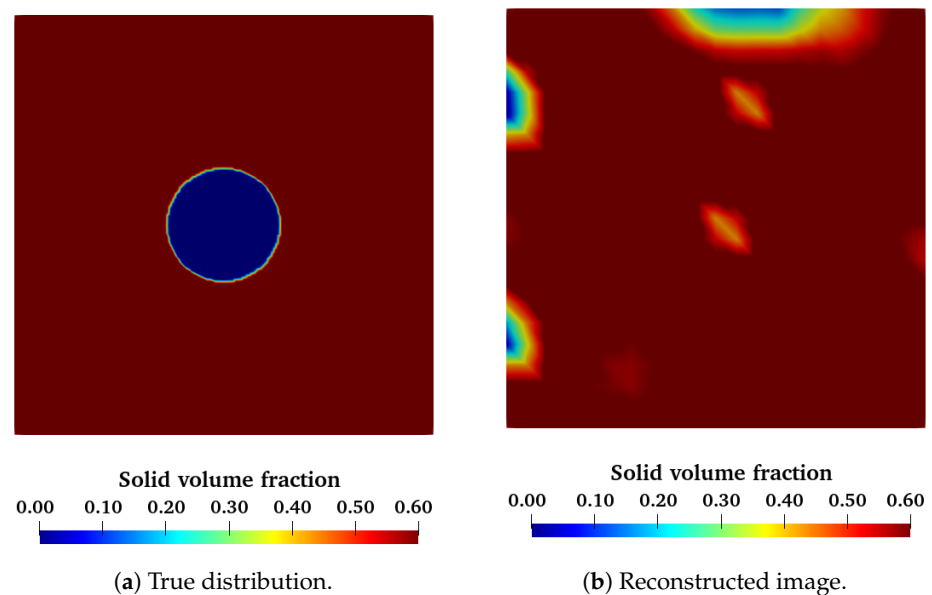 Solid volume fraction
0.00 0.10 0.20 0.30 0.40 0.50 0.60
(a) True distribution.
Solid volume fraction
0.00 0.10 0.20 0.30 0.40 0.50 0.60
(b) Reconstructed image.